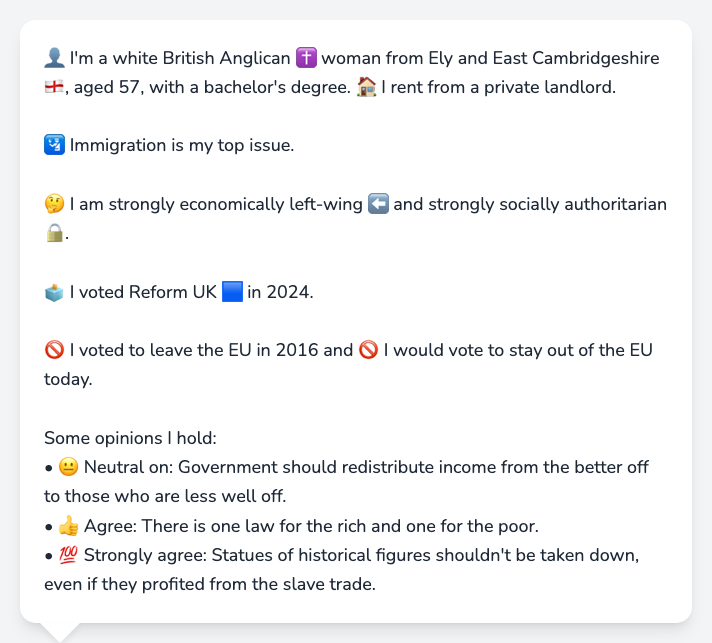 👤 I'm a white British Anglican ✝️ woman from Ely and East Cambridgeshire
🏴󠁧󠁢󠁥󠁮󠁧󠁿, aged 57, with a bachelor's degree. 🏠 I rent from a private landlord.
🛂 Immigration is my top issue.
🤔 I am strongly economically left-wing ⬅️ and strongly socially authoritarian
🔒.
🗳️ I voted Reform UK 🟦 in 2024.
🚫 I voted to leave the EU in 2016 and 🚫 I would vote to stay out of the EU
today.
Some opinions I hold:
• 😐 Neutral on: Government should redistribute income from the better off
to those who are less well off.
• 👍 Agree: There is one law for the rich and one for the poor.
• 💯 Strongly agree: Statues of historical figures shouldn't be taken down,
even if they profited from the slave trade.